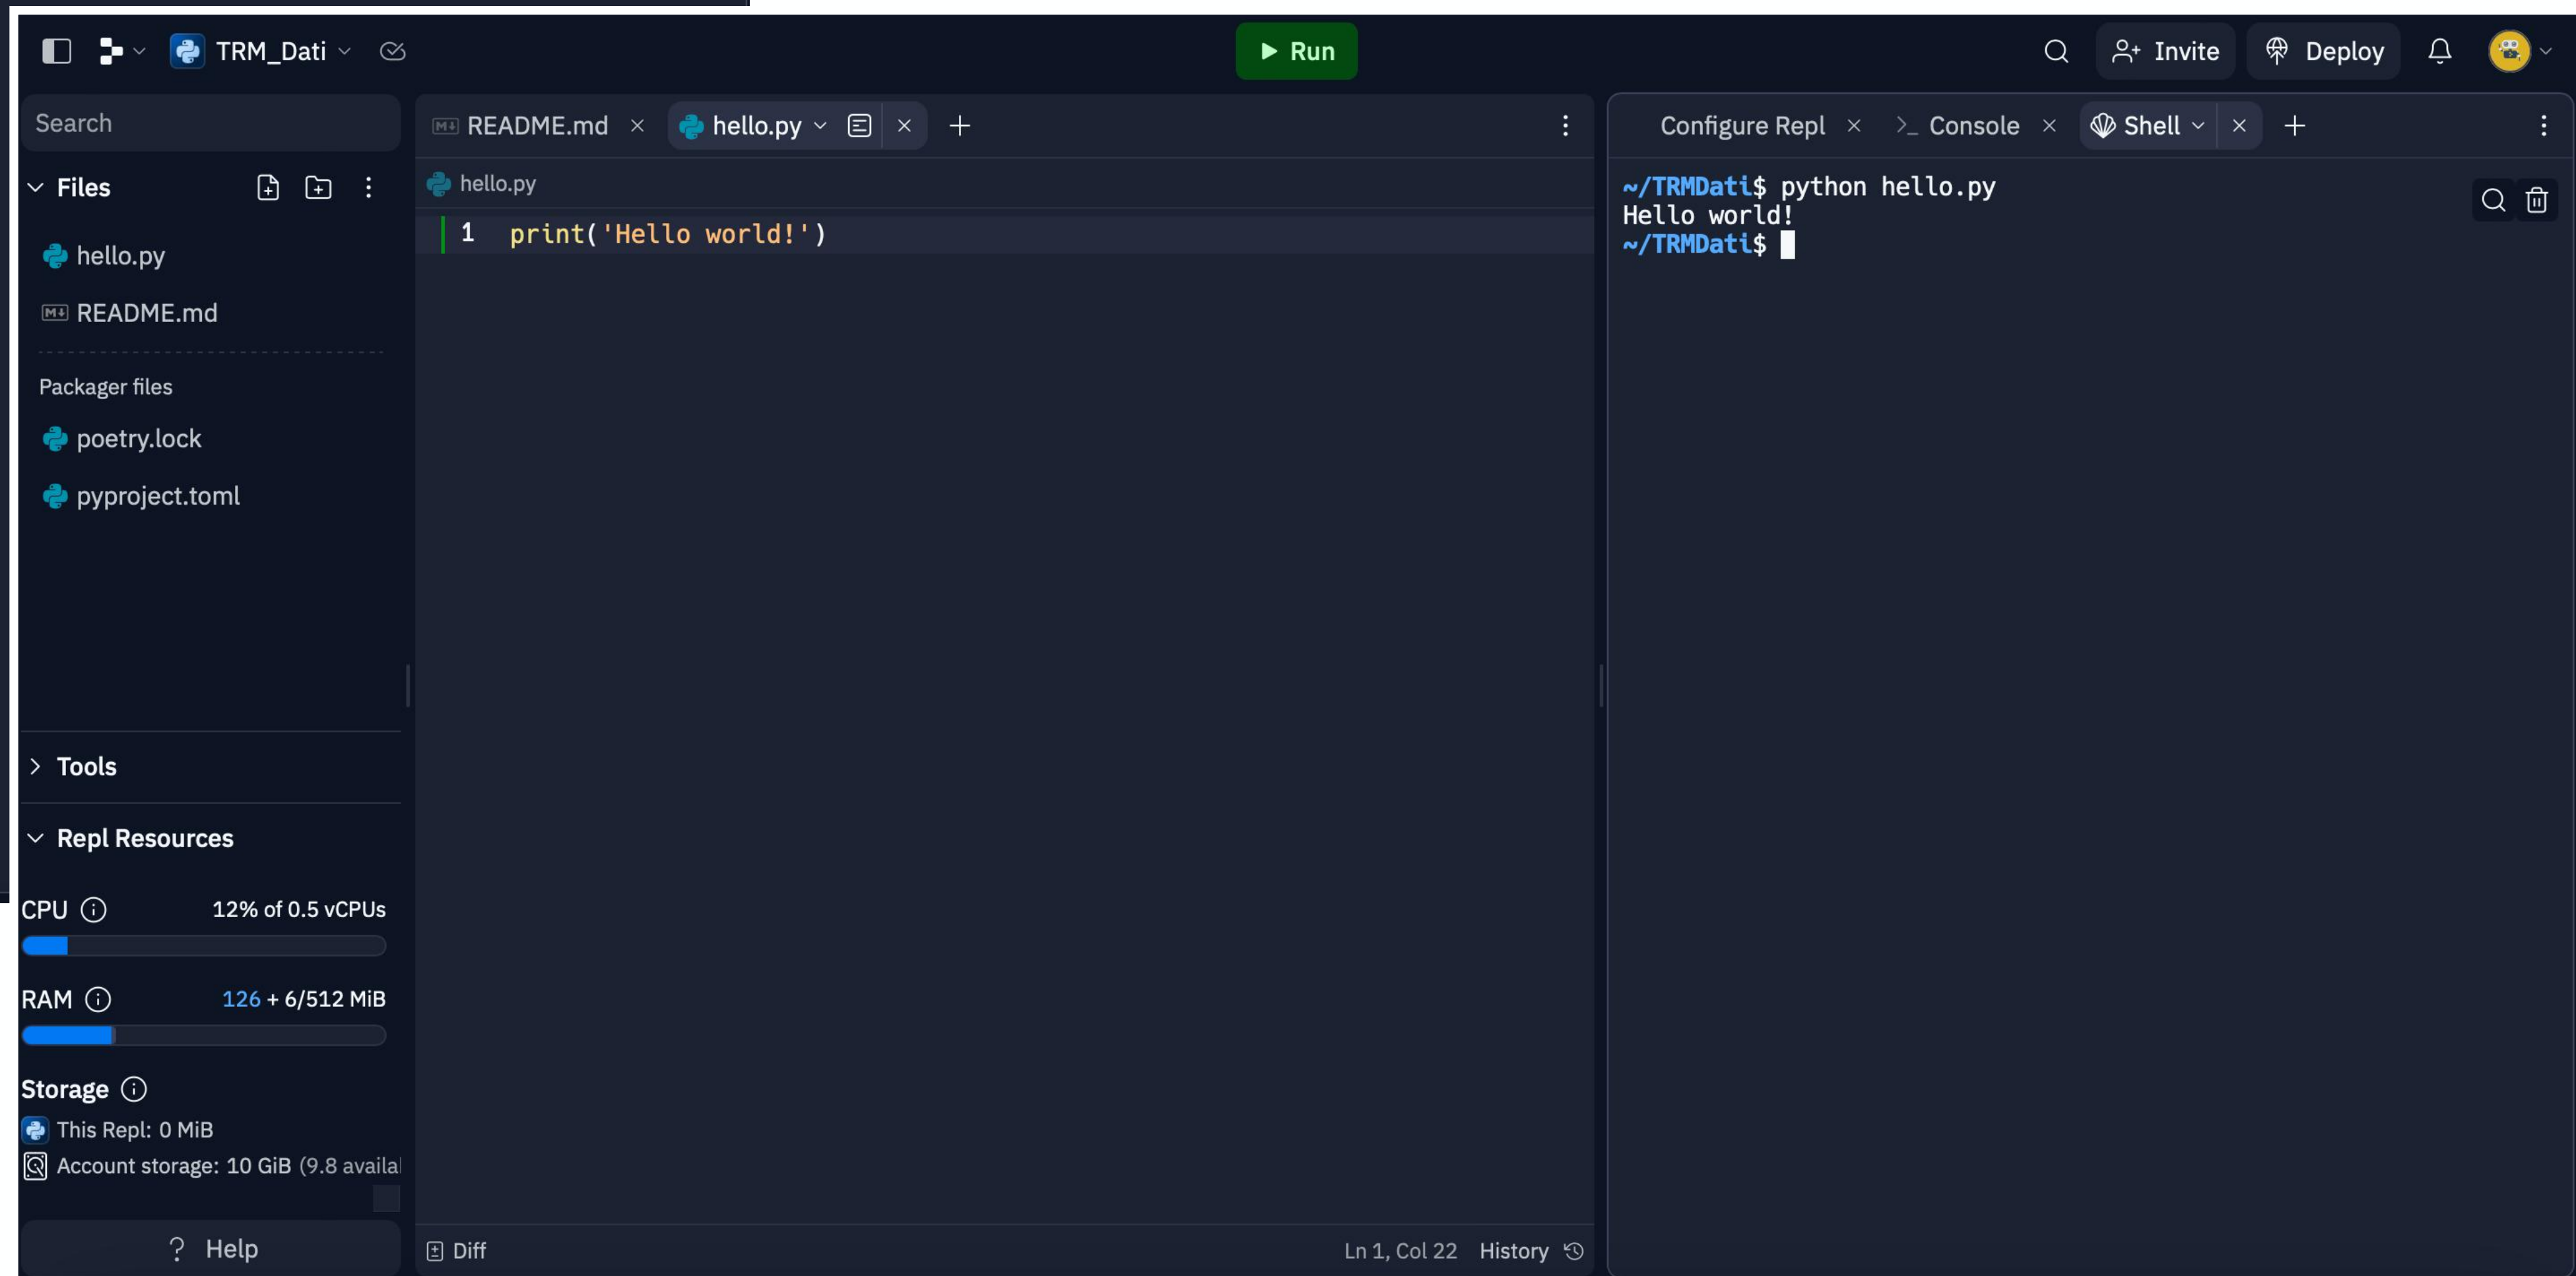 TRM_Dati
Run
Invite
Deploy
Search
Files
hello.py
README.md
Packager files
poetry.lock
pyproject.toml
Tools
Repl Resources
CPU 12% of 0.5 vCPUs
RAM 126 + 6/512 MiB
Storage
This Repl: 0 MiB
Account storage: 10 GiB (9.8 availa
? Help
README.md hello.py
hello.py
1 print('Hello world!')
Diff Ln 1, Col 22 History
Configure Repl >_ Console Shell
~/TRMDati$ python hello.py
Hello world!
~/TRMDati$